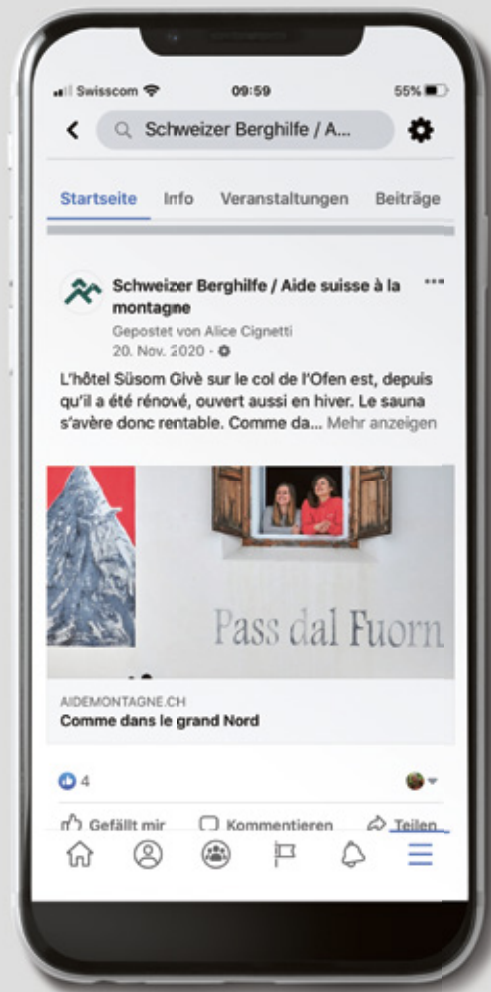 Swisscom 09:59 55%
Schweizer Berghilfe / A...
Startseite Info Veranstaltungen Beiträge
Schweizer Berghilfe / Aide suisse à la
montagne
Gepostet von Alice Cignetti
20. Nov. 2020 ·
L'hôtel Süsom Givè sur le col de l'Ofen est, depuis
qu'il a été rénové, ouvert aussi en hiver. Le sauna
s'avère donc rentable. Comme da... Mehr anzeigen
Pass dal Fuorn
AIDEMONTAGNE.CH
Comme dans le grand Nord
4
Gefällt mir Kommentieren Teilen